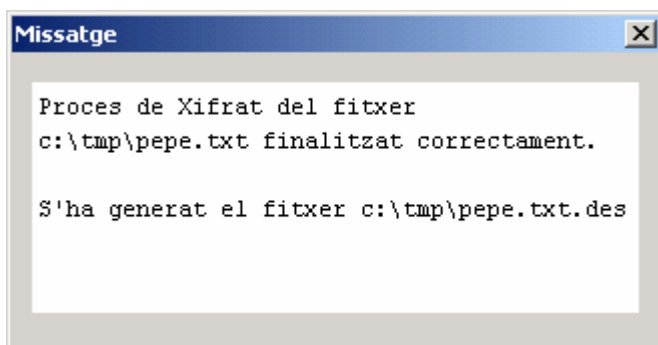 Missatge
Proces de Xifrat del fitxer
c:\tmp\pepe.txt finalitzat correctament.
S'ha generat el fitxer c:\tmp\pepe.txt.des